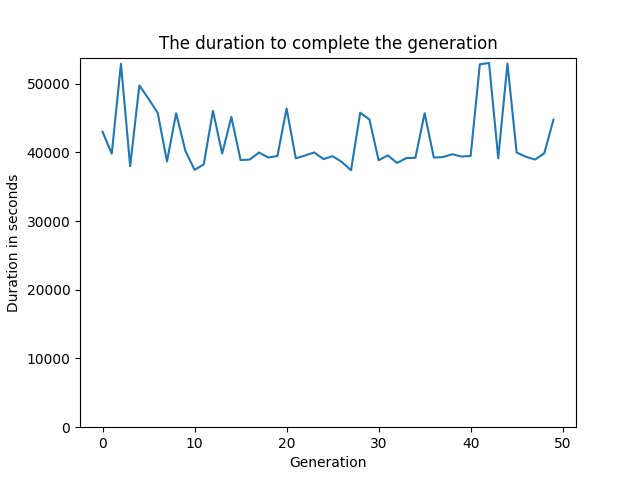 The duration to complete the generation
50000
40000
30000
20000
10000
0
Duration in seconds
0 10 20 30 40 50
Generation